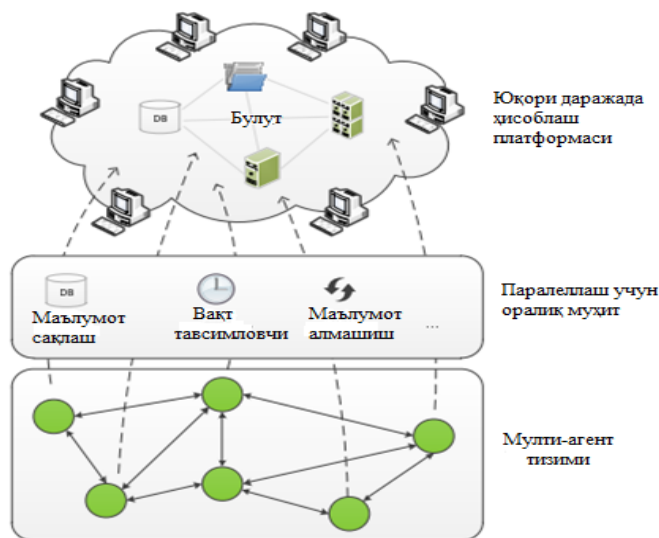 DB
Булут
Юқори даражада
ҳисоблаш
платформаси
DB
Маълумот
сақлаш
Вақт
тавсимловчи
Маълумот
алмашиш
...
Паралеллаш учун
оралиқ муҳит
Мулти-агент
тизими